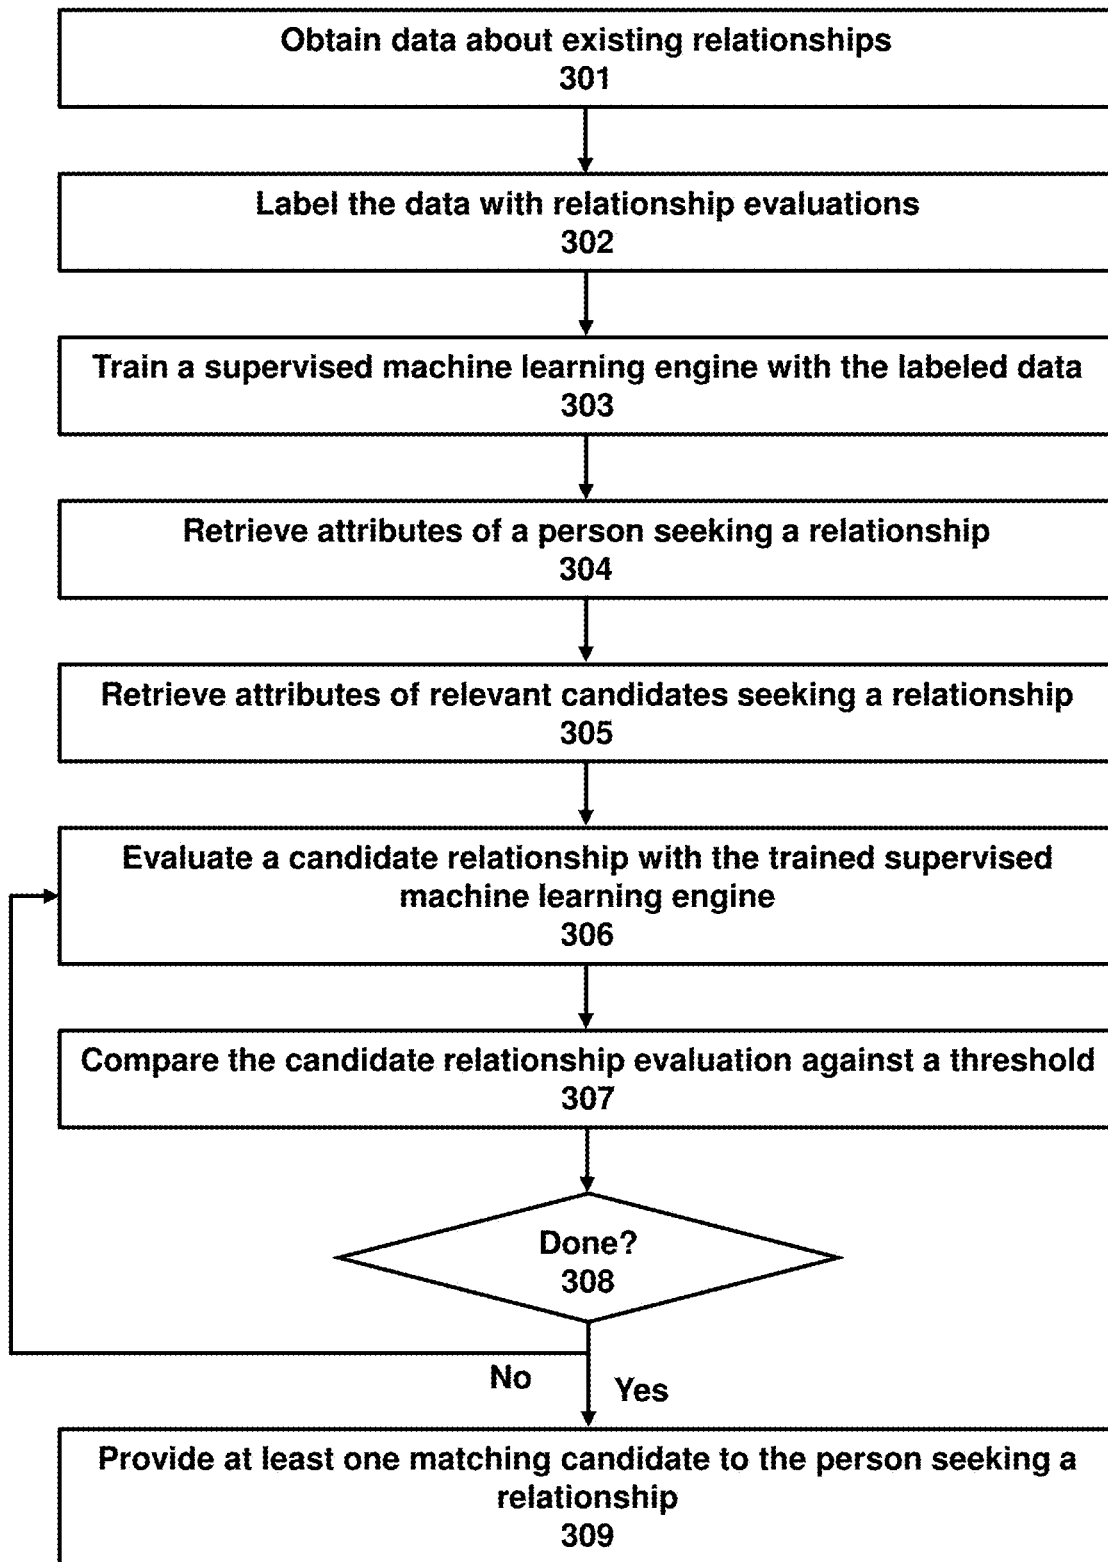 Obtain data about existing relationships
301
Label the data with relationship evaluations
302
Train a supervised machine learning engine with the labeled data
303
Retrieve attributes of a person seeking a relationship
304
Retrieve attributes of relevant candidates seeking a relationship
305
Evaluate a candidate relationship with the trained supervised
machine learning engine
306
Compare the candidate relationship evaluation against a threshold
307
Done?
308
No
Yes
Provide at least one matching candidate to the person seeking a
relationship
309